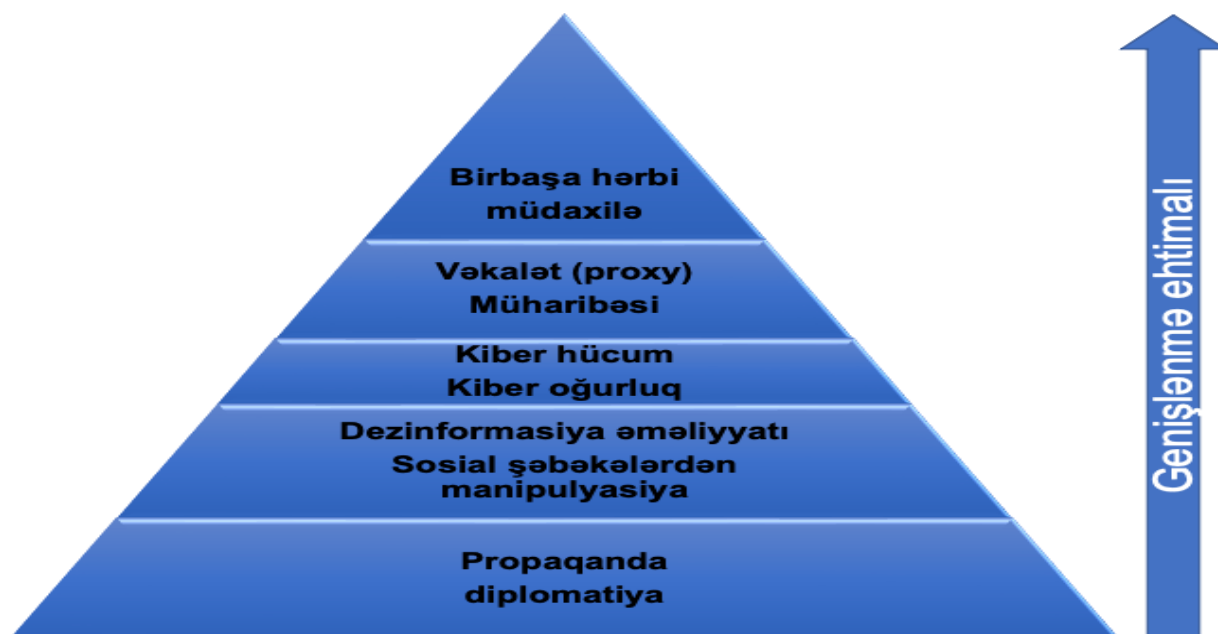 Birbaşa hərbi
müdaxilə
Vəkalət (proxy)
Müharibəsi
Kiber hücum
Kiber oğurluq
Dezinformasiya əməliyyatı
Sosial şəbəkələrdən
manipulyasiya
Propaqanda
diplomatiya
Genişlənmə ehtimalı